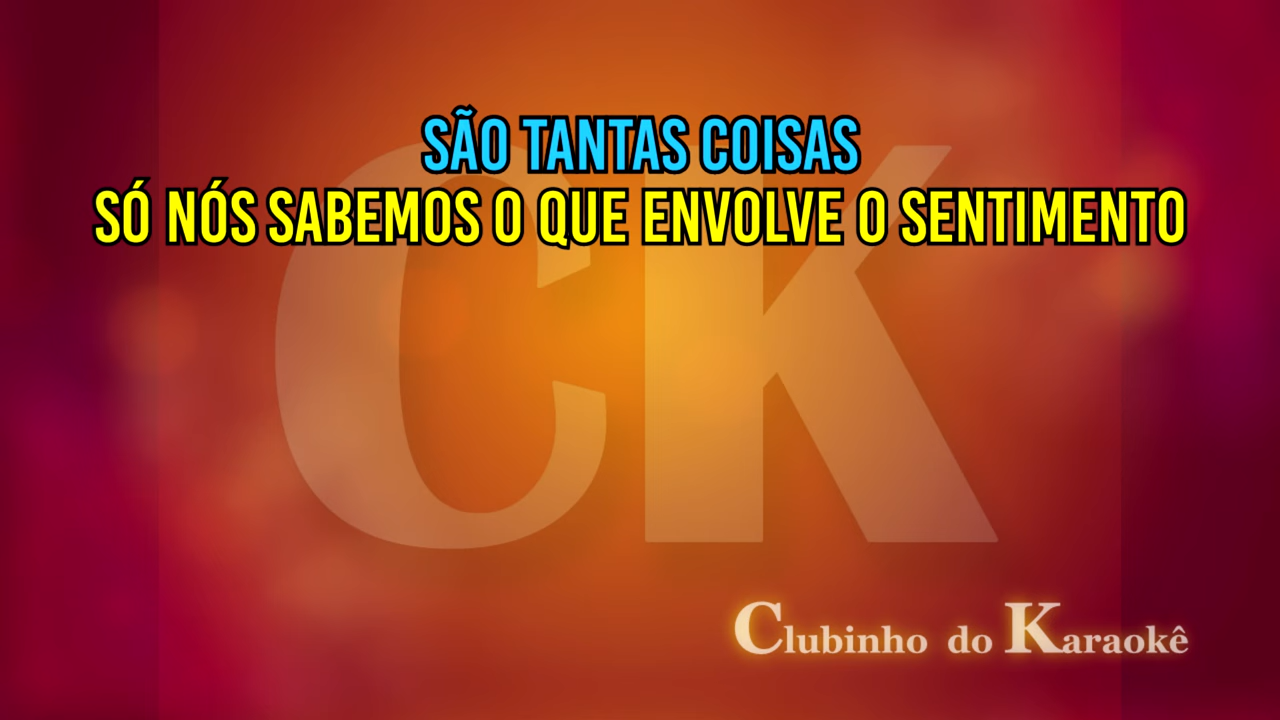 SÃO TANTAS COISAS
SÓ NÓS SABEMOS O QUE ENVOLVE O SENTIMENTO
CK
Clubinho do Karaokê